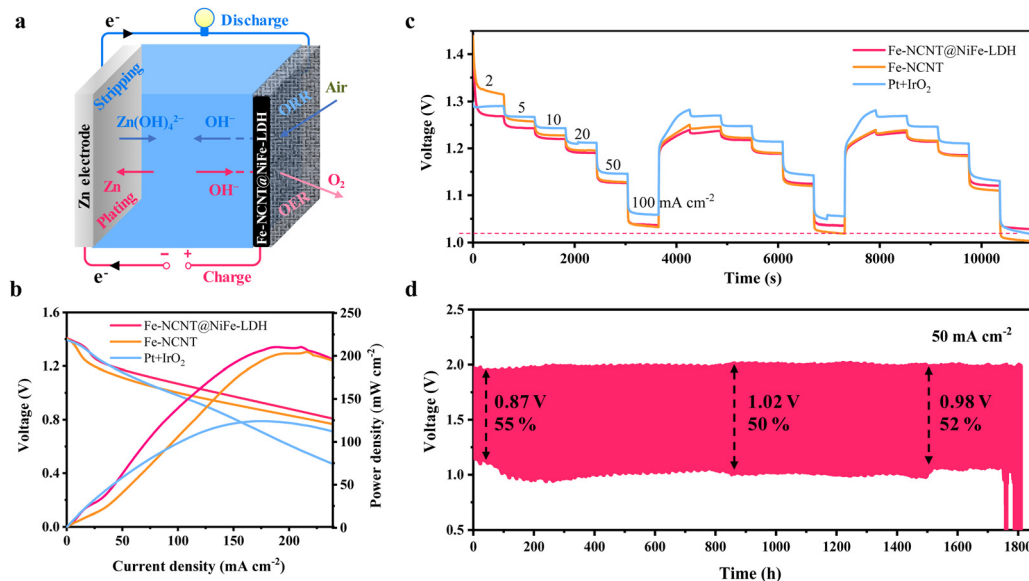 a
e⁻
Discharge
Zn electrode
Stripping
Zn(OH)₄²⁻
OH⁻
Zn
Plating
OH⁻
Fe-NCNT@NiFe-LDH
ORR
OER
Air
O₂
e⁻
− +
Charge
b
Voltage (V)
1.6
1.2
0.8
0.4
0.0
Fe-NCNT@NiFe-LDH
Fe-NCNT
Pt+IrO₂
250
200
150
100
50
0
Power density (mW cm⁻²)
0 50 100 150 200
Current density (mA cm⁻²)
c
Voltage (V)
1.4
1.3
1.2
1.1
1.0
2
5
10
20
50
100 mA cm⁻²
Fe-NCNT@NiFe-LDH
Fe-NCNT
Pt+IrO₂
0 2000 4000 6000 8000 10000
Time (s)
d
Voltage (V)
2.5
2.0
1.5
1.0
0.5
50 mA cm⁻²
0.87 V
55 %
1.02 V
50 %
0.98 V
52 %
0 200 400 600 800 1000 1200 1400 1600 1800
Time (h)